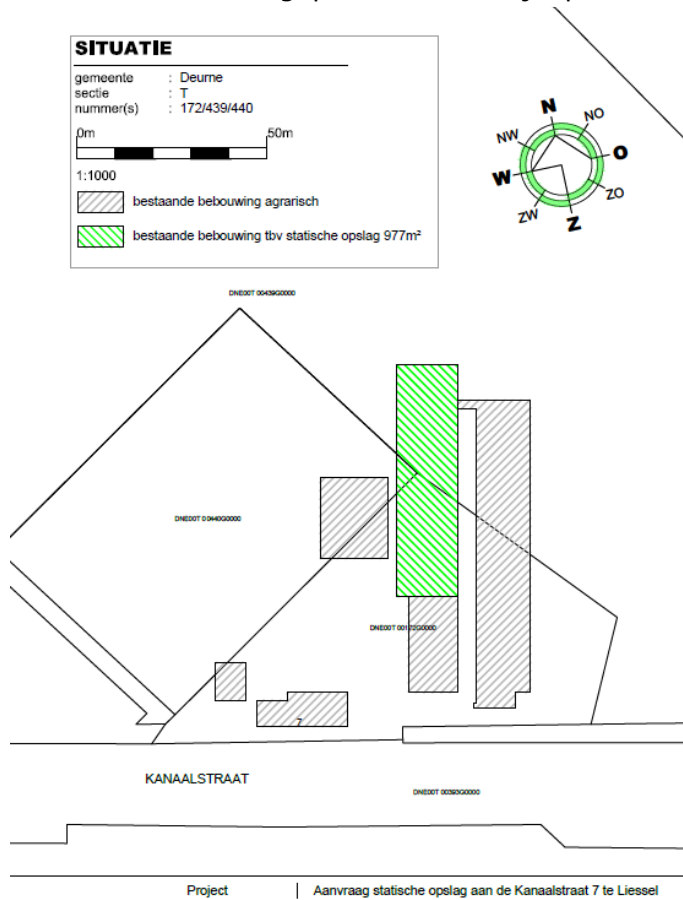 SITUATIE
gemeente : Deurne
sectie : T
nummer(s) : 172/439/440
0m 50m
1:1000
bestaande bebouwing agrarisch
bestaande bebouwing tbv statische opslag 977m²
N
NO
O
ZO
Z
ZW
W
NW
DNE00T 00439G0000
DNE00T 00440G0000
DNE00T 00172G0000
7
KANAALSTRAAT
DNE00T 00393G0000
Project Aanvraag statische opslag aan de Kanaalstraat 7 te Liessel